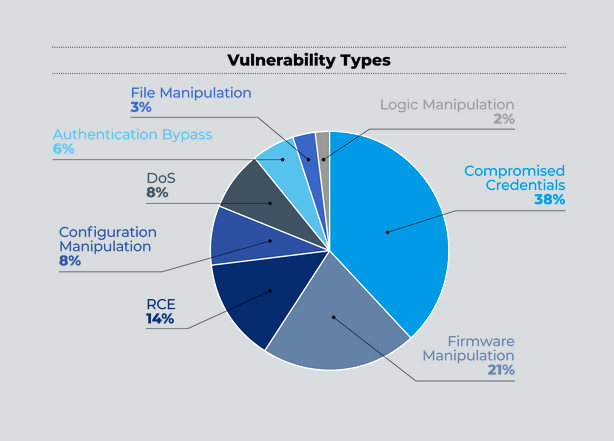 Vulnerability Types
File Manipulation
3%
Logic Manipulation
2%
Authentication Bypass
6%
DoS
8%
Compromised
Credentials
38%
Configuration
Manipulation
8%
RCE
14%
Firmware
Manipulation
21%